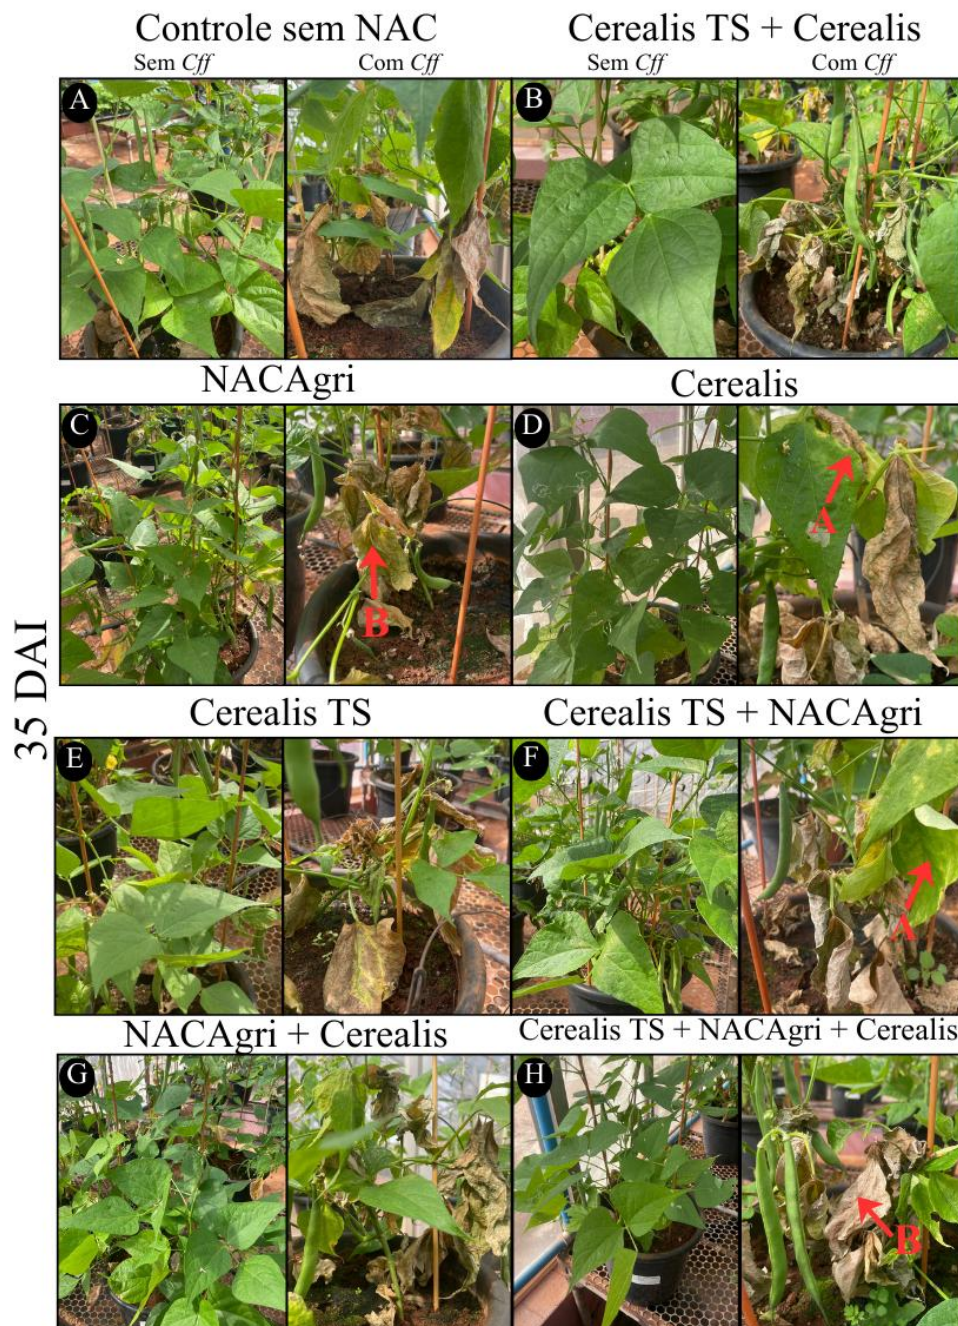 Controle sem NAC
Cerealis TS + Cerealis
Sem Cff
Com Cff
Sem Cff
Com Cff
A
B
NACAgri
Cerealis
C
B
D
A
35 DAI
Cerealis TS
Cerealis TS + NACAgri
E
F
A
NACAgri + Cerealis
Cerealis TS + NACAgri + Cerealis
G
H
B